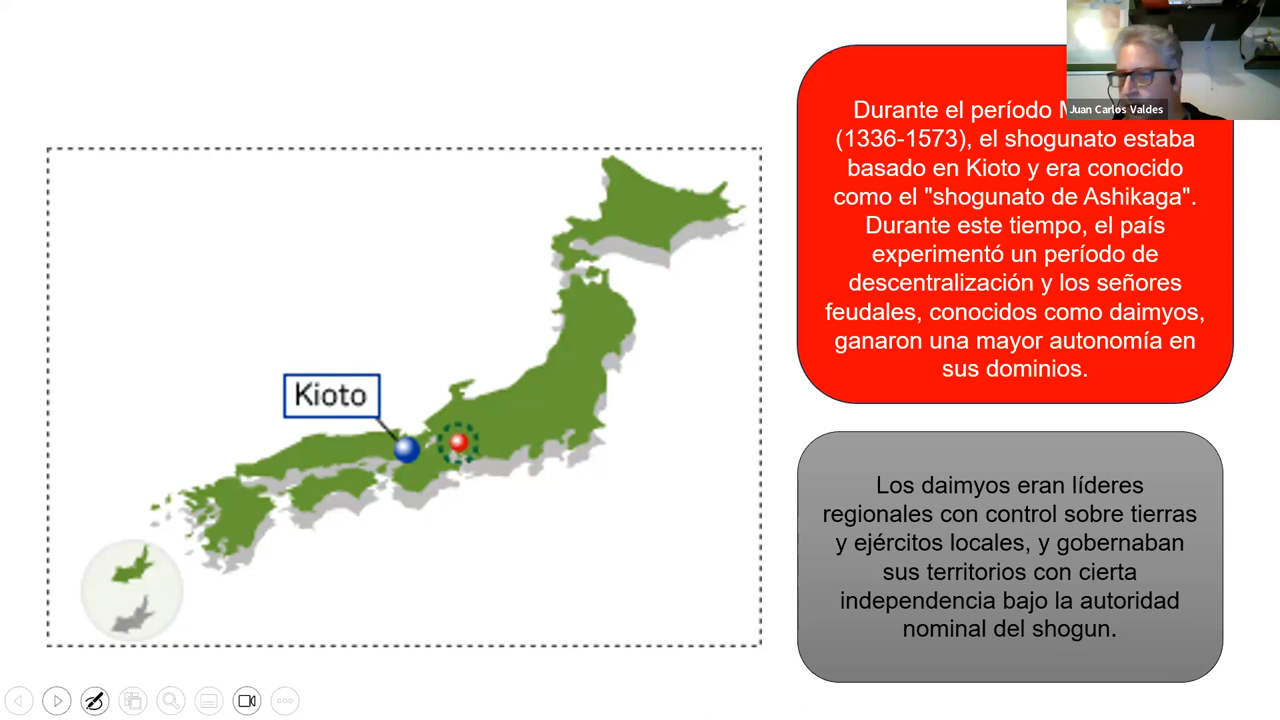 Durante el período
(1336-1573), el shogunato estaba
basado en Kioto y era conocido
como el "shogunato de Ashikaga".
Durante este tiempo, el país
experimentó un período de
descentralización y los señores
feudales, conocidos como daimyos,
ganaron una mayor autonomía en
sus dominios.
Juan Carlos Valdes
Kioto
Los daimyos eran líderes
regionales con control sobre tierras
y ejércitos locales, y gobernaban
sus territorios con cierta
independencia bajo la autoridad
nominal del shogun.